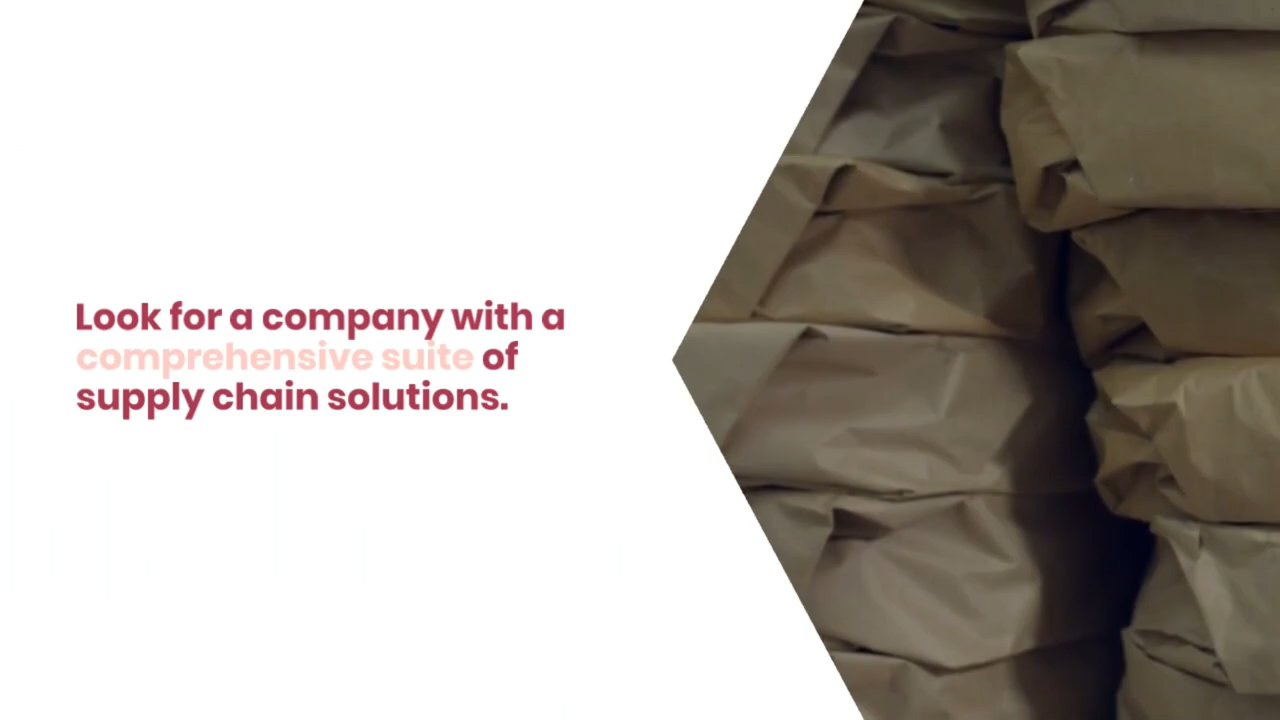 Look for a company with a
comprehensive suite of
supply chain solutions.